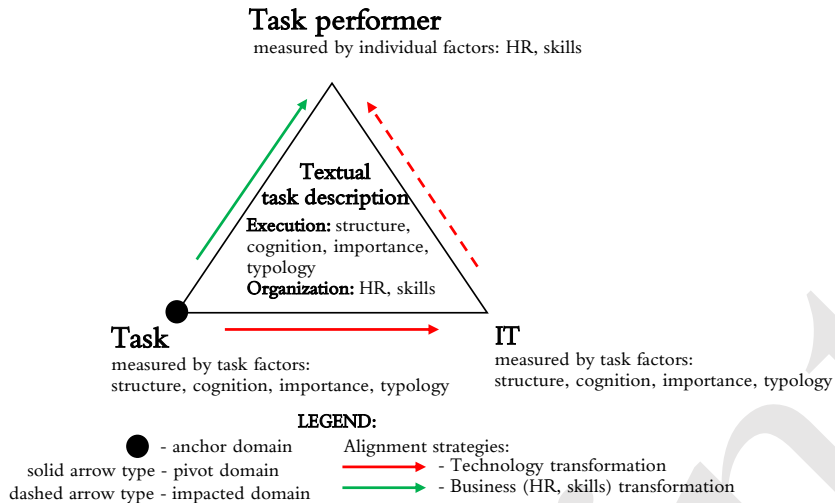 Task performer
measured by individual factors: HR, skills
Textual
task description
Execution: structure,
cognition, importance,
typology
Organization: HR, skills
Task
measured by task factors:
structure, cognition, importance, typology
IT
measured by task factors:
structure, cognition, importance, typology
LEGEND:
- anchor domain
solid arrow type - pivot domain
dashed arrow type - impacted domain
Alignment strategies:
- Technology transformation
- Business (HR, skills) transformation